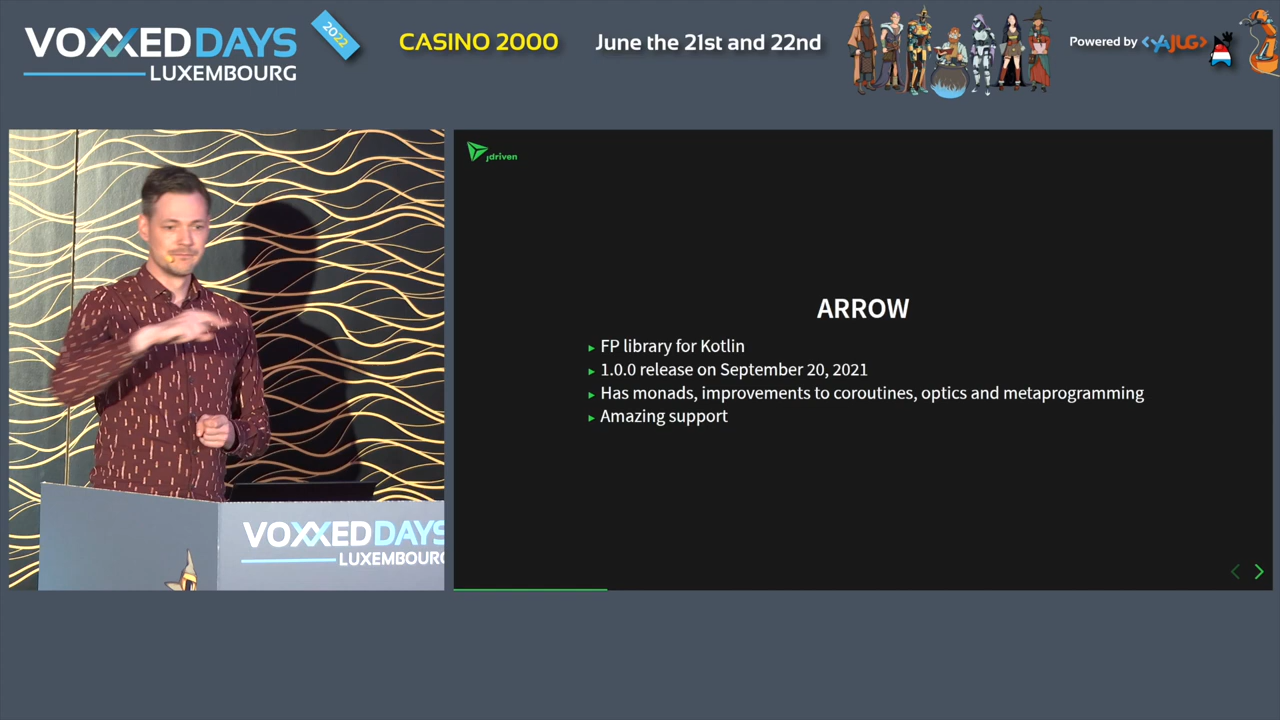 VOXXEDDAYS
LUXEMBOURG
2022
CASINO 2000
June the 21st and 22nd
Powered by <YAJUG>
jdriven
ARROW
FP library for Kotlin
1.0.0 release on September 20, 2021
Has monads, improvements to coroutines, optics and metaprogramming
Amazing support
VOXXEDDAYS
LUXEMBOURG